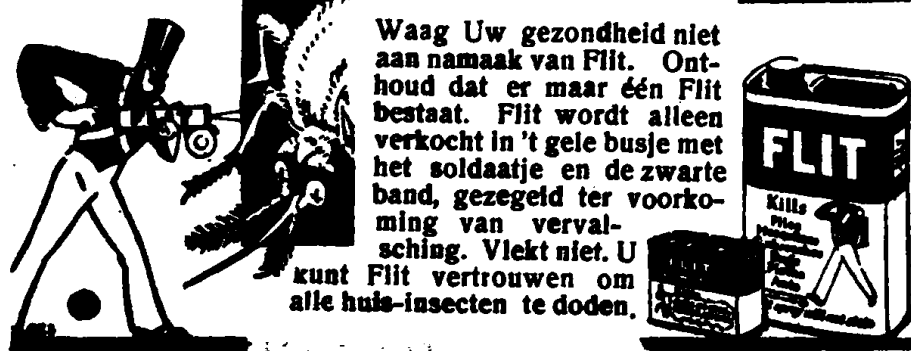 Waag Uw gezondheid niet
aan namaak van Flit. Ont-
houd dat er maar één Flit
bestaat. Flit wordt alleen
verkocht in 't gele busje met
het soldaatje en de zwarte
band, gezegeld ter voorko-
ming van verval-
sching. Vlekt niet. U
kunt Flit vertrouwen om
alle huis-insecten te doden.
FLIT
Kills
Flies
FLIT